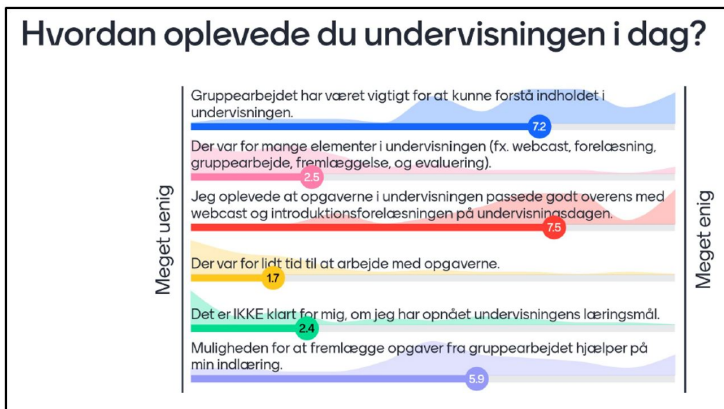 Hvordan oplevede du undervisningen i dag?
Meget uenig
Gruppearbejdet har været vigtigt for at kunne forstå indholdet i
undervisningen.
7.2
Der var for mange elementer i undervisningen (fx. webcast, forelæsning,
gruppearbejde, fremlæggelse, og evaluering).
2.5
Jeg oplevede at opgaverne i undervisningen passede godt overens med
webcast og introduktionsforelæsningen på undervisningsdagen.
7.5
Der var for lidt tid til at arbejde med opgaverne.
1.7
Det er IKKE klart for mig, om jeg har opnået undervisningens læringsmål.
2.4
Muligheden for at fremlægge opgaver fra gruppearbejdet hjælper på
min indlæring.
5.9
Meget enig